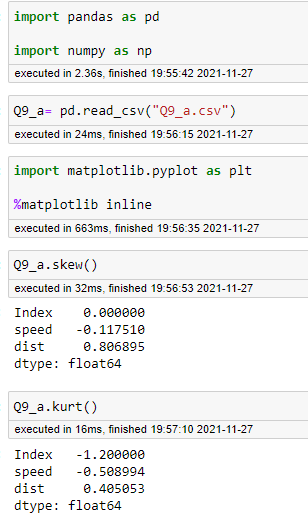 import pandas as pd
import numpy as np
executed in 2.36s, finished 19:55:42 2021-11-27
Q9_a= pd.read_csv("Q9_a.csv")
executed in 24ms, finished 19:56:15 2021-11-27
import matplotlib.pyplot as plt
%matplotlib inline
executed in 663ms, finished 19:56:35 2021-11-27
Q9_a.skew()
executed in 32ms, finished 19:56:53 2021-11-27
Index    0.000000
speed   -0.117510
dist     0.806895
dtype: float64
Q9_a.kurt()
executed in 16ms, finished 19:57:10 2021-11-27
Index   -1.200000
speed   -0.508994
dist     0.405053
dtype: float64